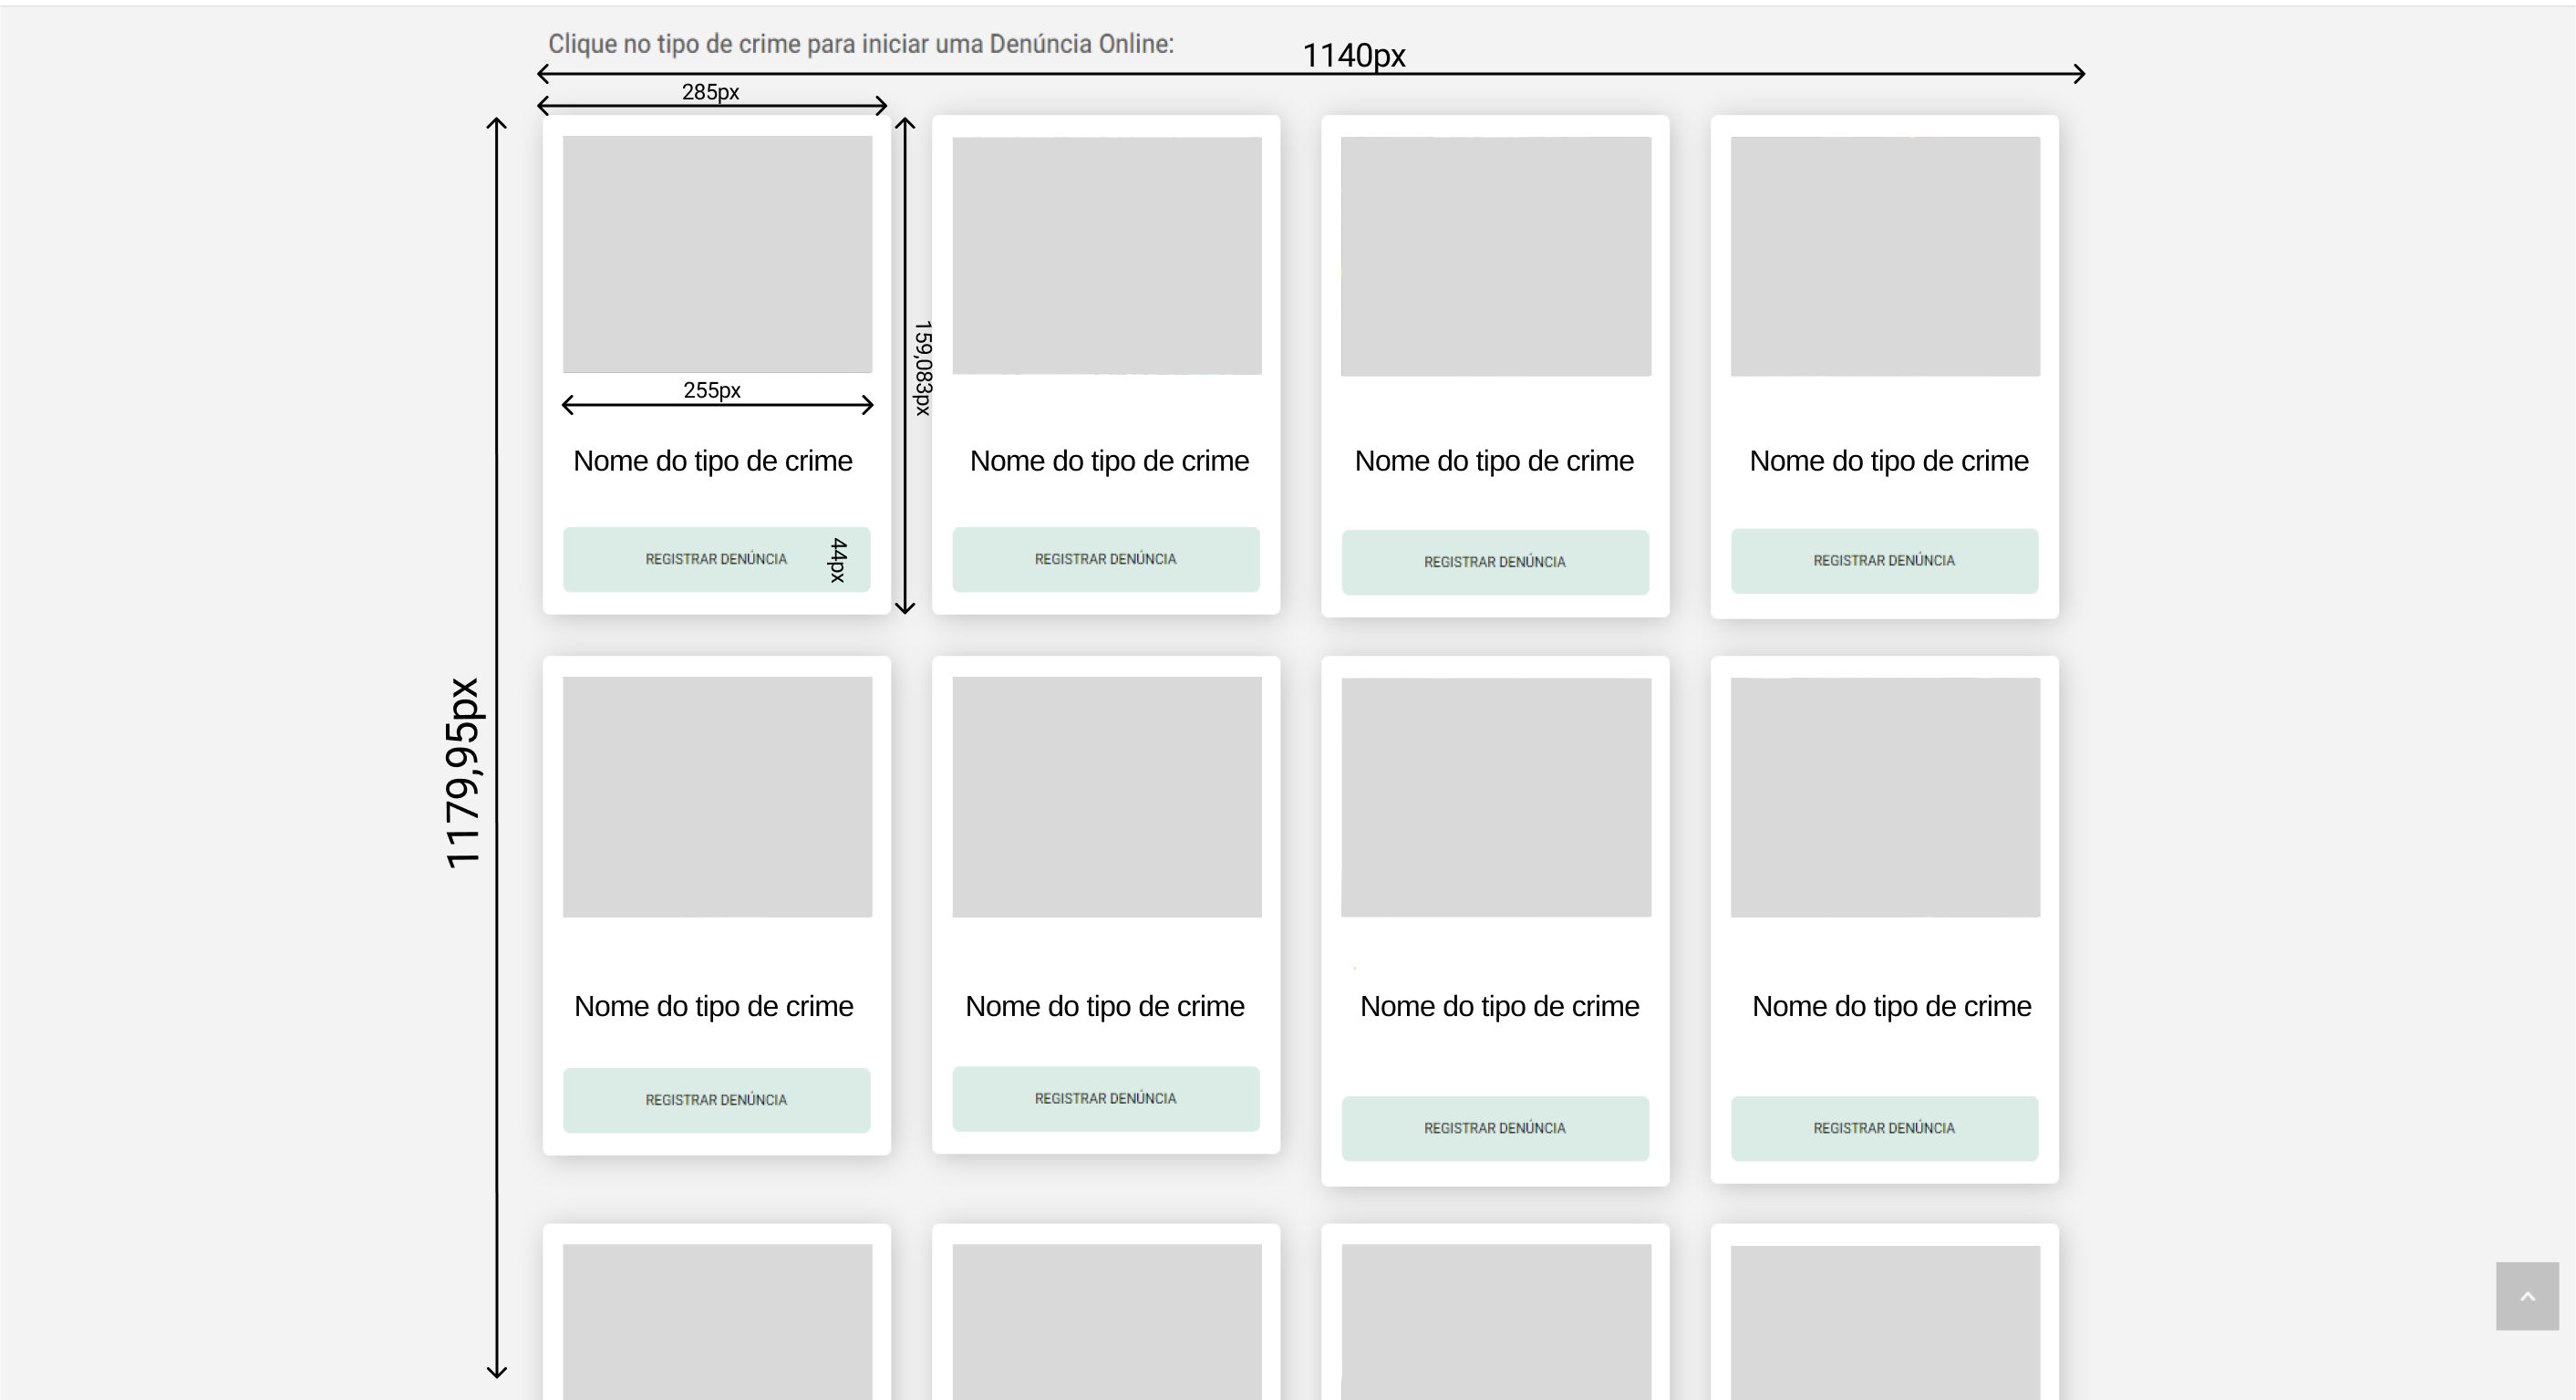 Clique no tipo de crime para iniciar uma Denúncia Online:
1140px
285px
159,083px
255px
Nome do tipo de crime
Nome do tipo de crime
Nome do tipo de crime
Nome do tipo de crime
REGISTRAR DENÚNCIA
44px
REGISTRAR DENÚNCIA
REGISTRAR DENÚNCIA
REGISTRAR DENÚNCIA
1179,95px
Nome do tipo de crime
Nome do tipo de crime
Nome do tipo de crime
Nome do tipo de crime
REGISTRAR DENÚNCIA
REGISTRAR DENÚNCIA
REGISTRAR DENÚNCIA
REGISTRAR DENÚNCIA